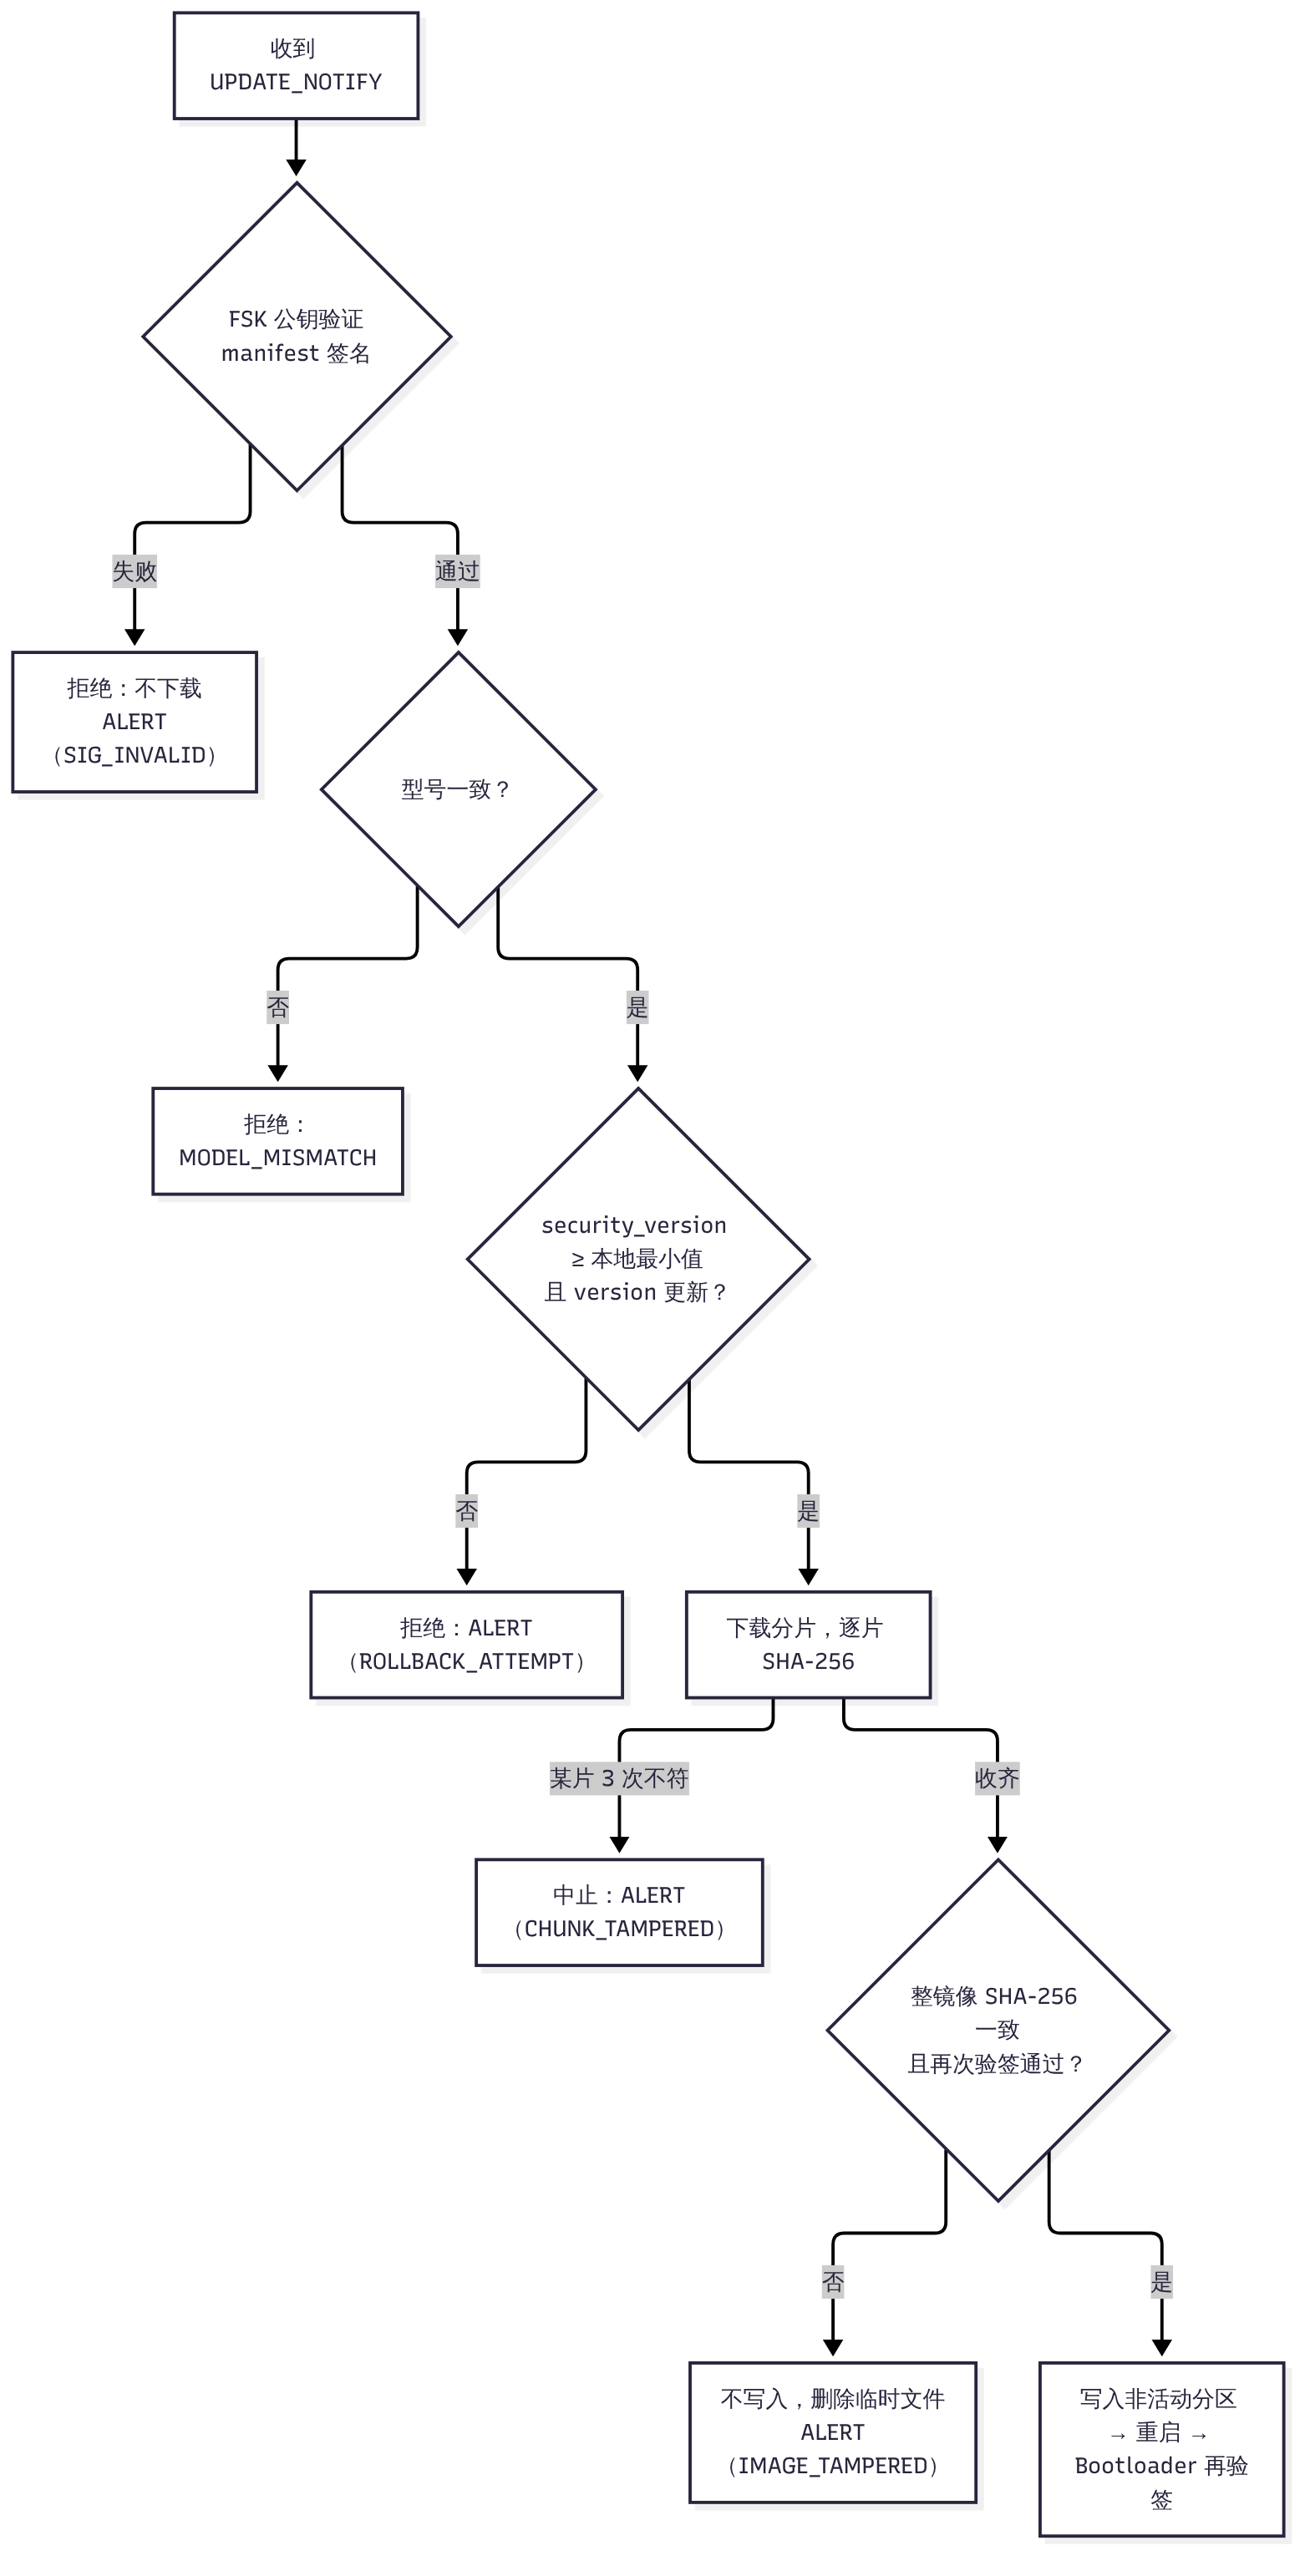 收到
UPDATE_NOTIFY
FSK 公钥验证
manifest 签名
失败
通过
拒绝：不下载
ALERT
（SIG_INVALID）
型号一致？
否
是
拒绝：
MODEL_MISMATCH
security_version
≥ 本地最小值
且 version 更新？
否
是
拒绝：ALERT
（ROLLBACK_ATTEMPT）
下载分片，逐片
SHA-256
某片 3 次不符
收齐
中止：ALERT
（CHUNK_TAMPERED）
整镜像 SHA-256
一致
且再次验签通过？
否
是
不写入，删除临时文件
ALERT
（IMAGE_TAMPERED）
写入非活动分区
→ 重启 →
Bootloader 再验
签